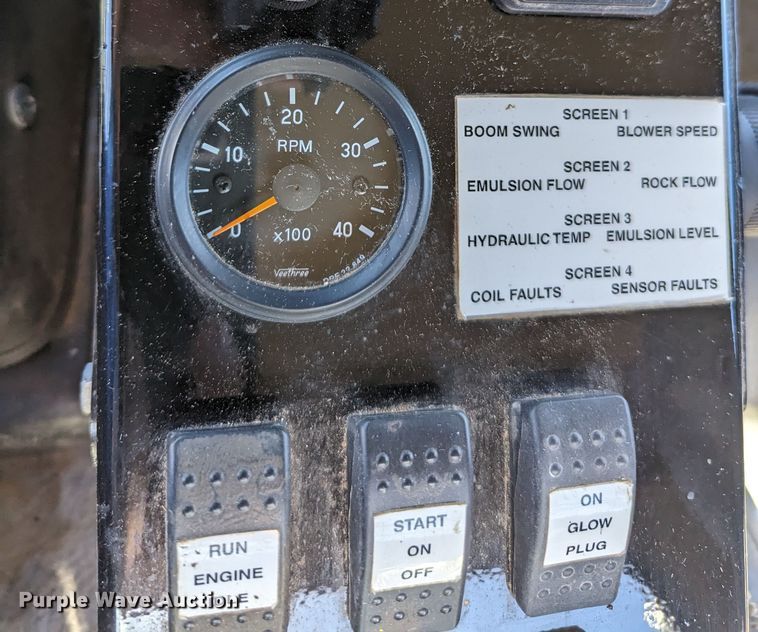 20
RPM
10
30
0
40
x100
Veethree
SCREEN 1
BOOM SWING BLOWER SPEED
SCREEN 2
EMULSION FLOW ROCK FLOW
SCREEN 3
HYDRAULIC TEMP EMULSION LEVEL
SCREEN 4
COIL FAULTS SENSOR FAULTS
RUN
ENGINE
START
ON
OFF
ON
GLOW
PLUG
Purple Wave Auction